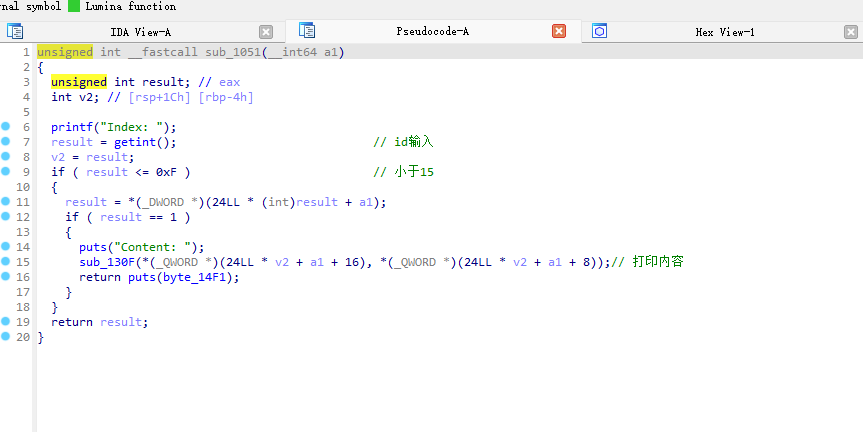 nal symbol Lumina function
IDA View-A Pseudocode-A Hex View-1
1 unsigned int __fastcall sub_1051(__int64 a1)
2 {
3 unsigned int result; // eax
4 int v2; // [rsp+1Ch] [rbp-4h]
5
6 printf("Index: ");
7 result = getint(); // id输入
8 v2 = result;
9 if ( result <= 0xF ) // 小于15
10 {
11 result = *(_DWORD *)(24LL * (int)result + a1);
12 if ( result == 1 )
13 {
14 puts("Content: ");
15 sub_130F(*(_QWORD *)(24LL * v2 + a1 + 16), *(_QWORD *)(24LL * v2 + a1 + 8));// 打印内容
16 return puts(byte_14F1);
17 }
18 }
19 return result;
20 }